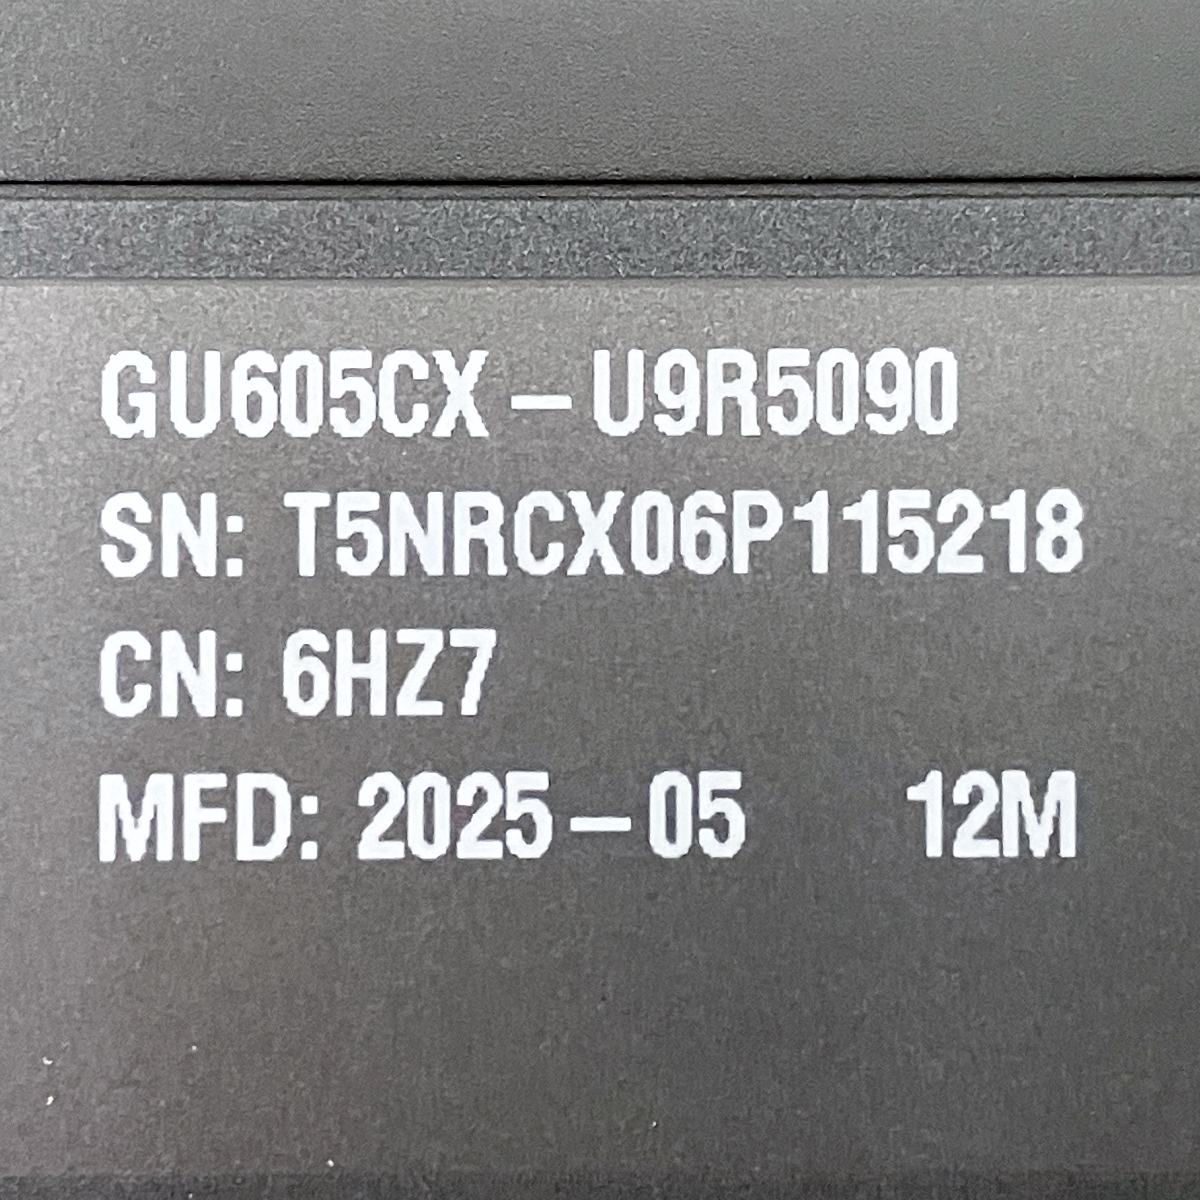 GU605CX-U9R5090
SN: T5NRCX06P115218
CN: 6HZ7
MFD: 2025-05 12M